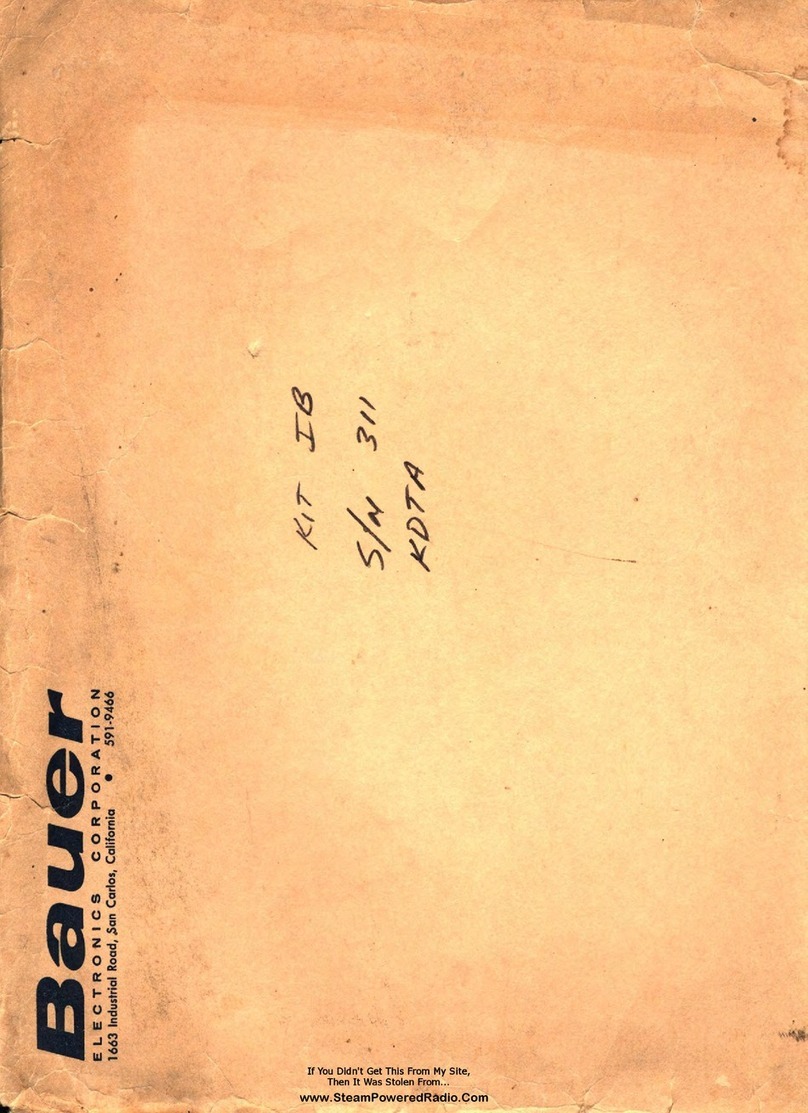 Bauer
ELECTRONICS CORPORATION
1663 Industrial Road, San Carlos, California • 591-9466
KIT IB
S/N 311
KDTA
If You Didn't Get This From My Site,
Then It Was Stolen From...
www.SteamPoweredRadio.Com